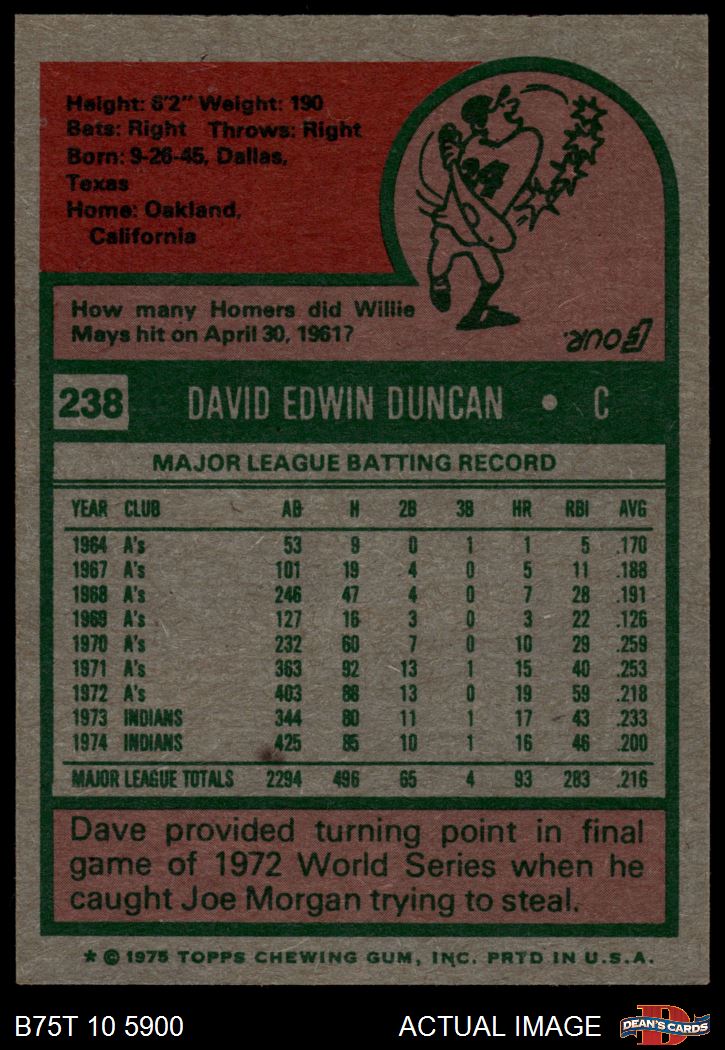 Height: 6'2" Weight: 190
Bats: Right Throws: Right
Born: 9-26-45, Dallas,
Texas
Home: Oakland,
California
24
How many Homers did Willie
Mays hit on April 30, 1961?
FOUR.
238 DAVID EDWIN DUNCAN • C
MAJOR LEAGUE BATTING RECORD
YEAR CLUB AB H 2B 3B HR RBI AVG
1964 A's 53 9 0 1 1 5 .170
1967 A's 101 19 4 0 5 11 .188
1968 A's 246 47 4 0 7 28 .191
1969 A's 127 16 3 0 3 22 .126
1970 A's 232 60 7 0 10 29 .259
1971 A's 363 92 13 1 15 40 .253
1972 A's 403 88 13 0 19 59 .218
1973 INDIANS 344 80 11 1 17 43 .233
1974 INDIANS 425 85 10 1 16 46 .200
MAJOR LEAGUE TOTALS 2294 496 65 4 93 283 .216
Dave provided turning point in final
game of 1972 World Series when he
caught Joe Morgan trying to steal.
* © 1975 TOPPS CHEWING GUM, INC. PRTD IN U.S.A.
B75T 10 5900 ACTUAL IMAGE
D
DEAN'S CARDS